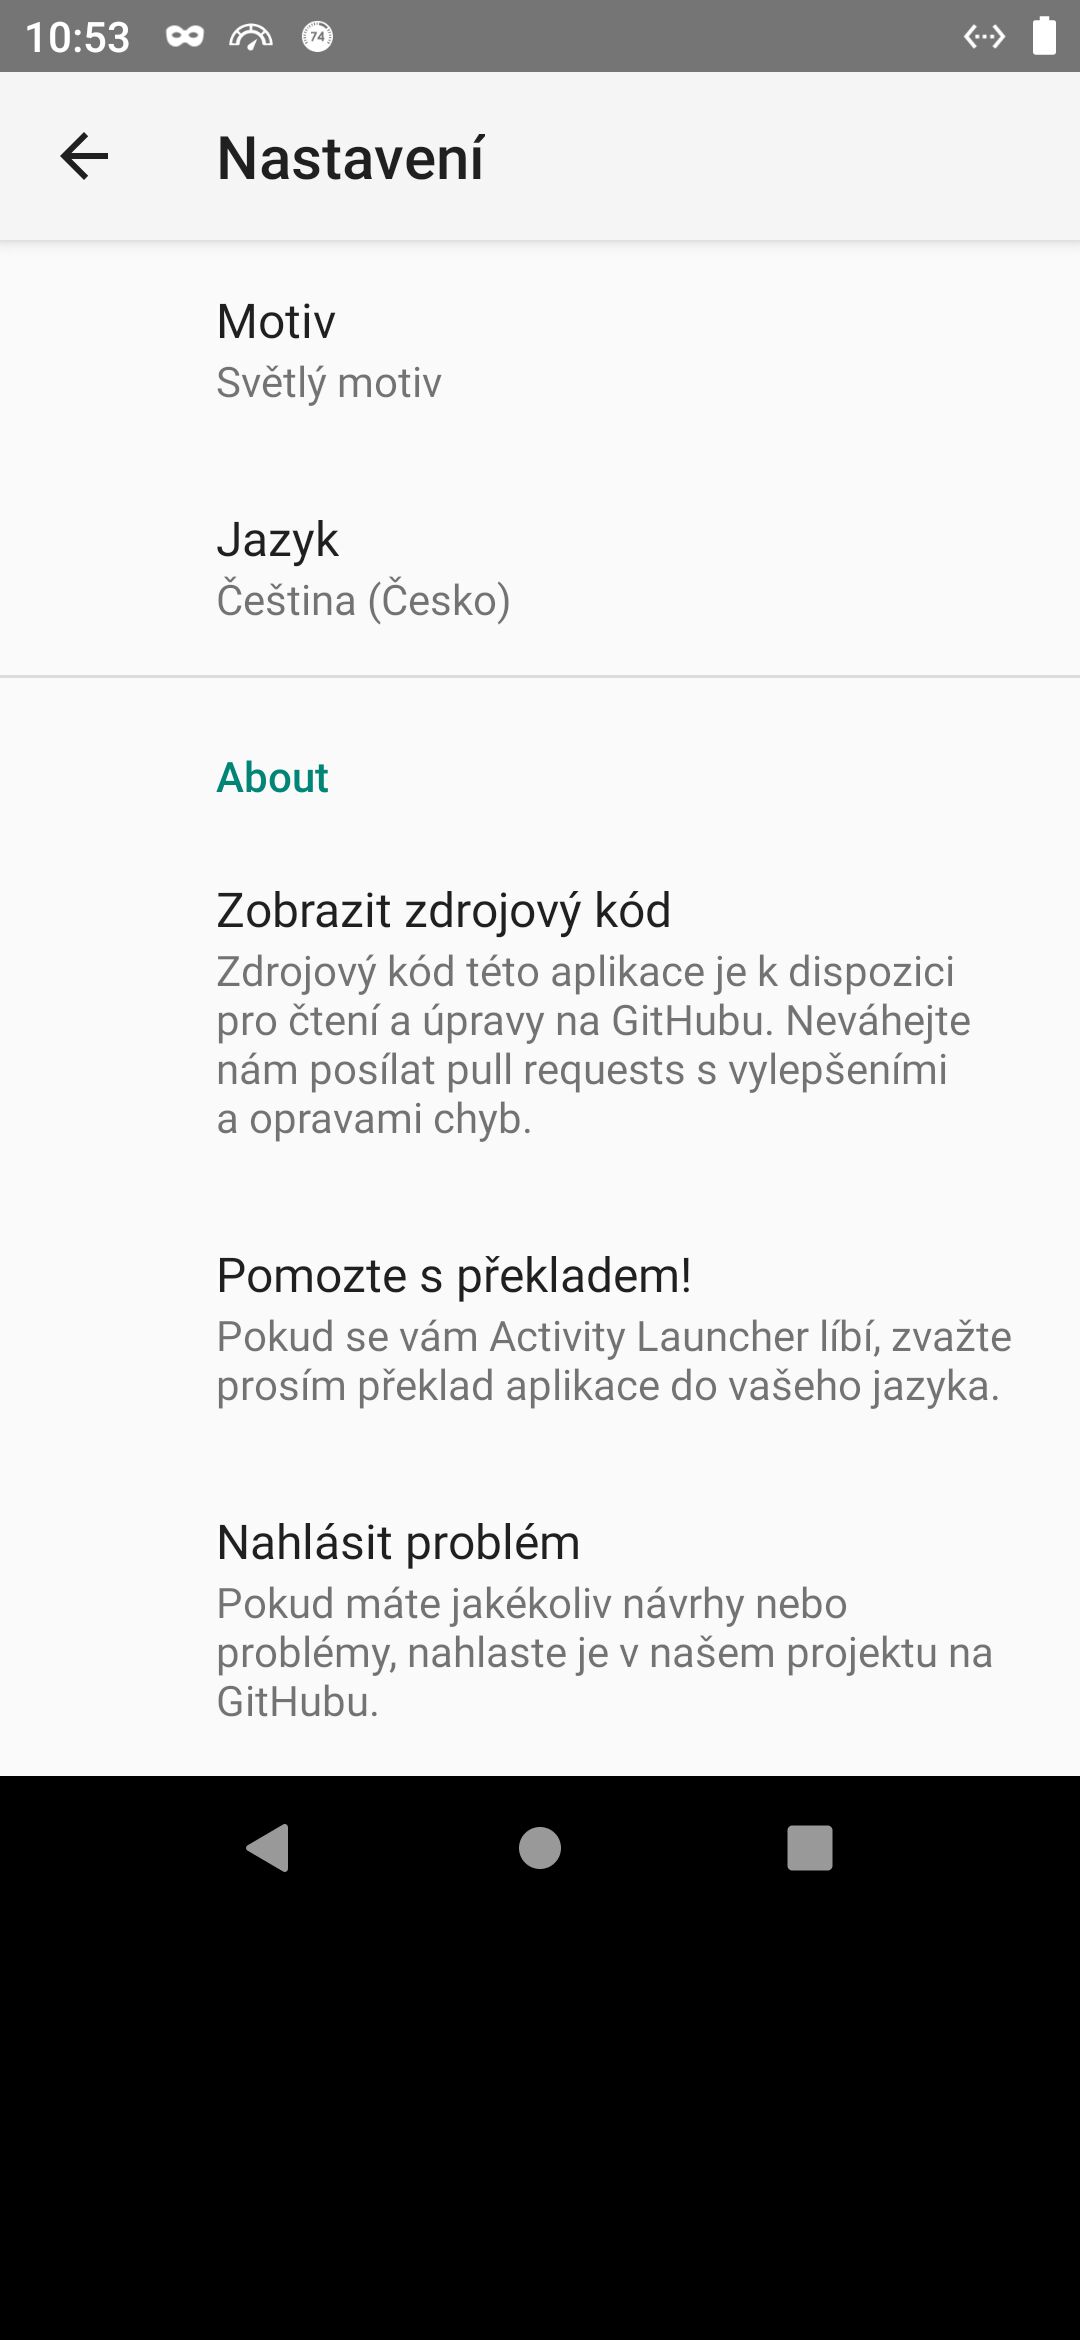 10:53
74
Nastavení
Motiv
Světlý motiv
Jazyk
Čeština (Česko)
About
Zobrazit zdrojový kód
Zdrojový kód této aplikace je k dispozici
pro čtení a úpravy na GitHubu. Neváhejte
nám posílat pull requests s vylepšeními
a opravami chyb.
Pomozte s překladem!
Pokud se vám Activity Launcher líbí, zvažte
prosím překlad aplikace do vašeho jazyka.
Nahlásit problém
Pokud máte jakékoliv návrhy nebo
problémy, nahlaste je v našem projektu na
GitHubu.